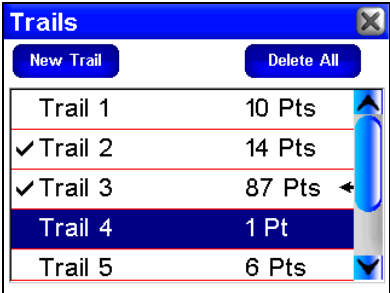 Trails
New Trail Delete All
Trail 1 10 Pts
Trail 2 14 Pts
Trail 3 87 Pts
Trail 4 1 Pt
Trail 5 6 Pts